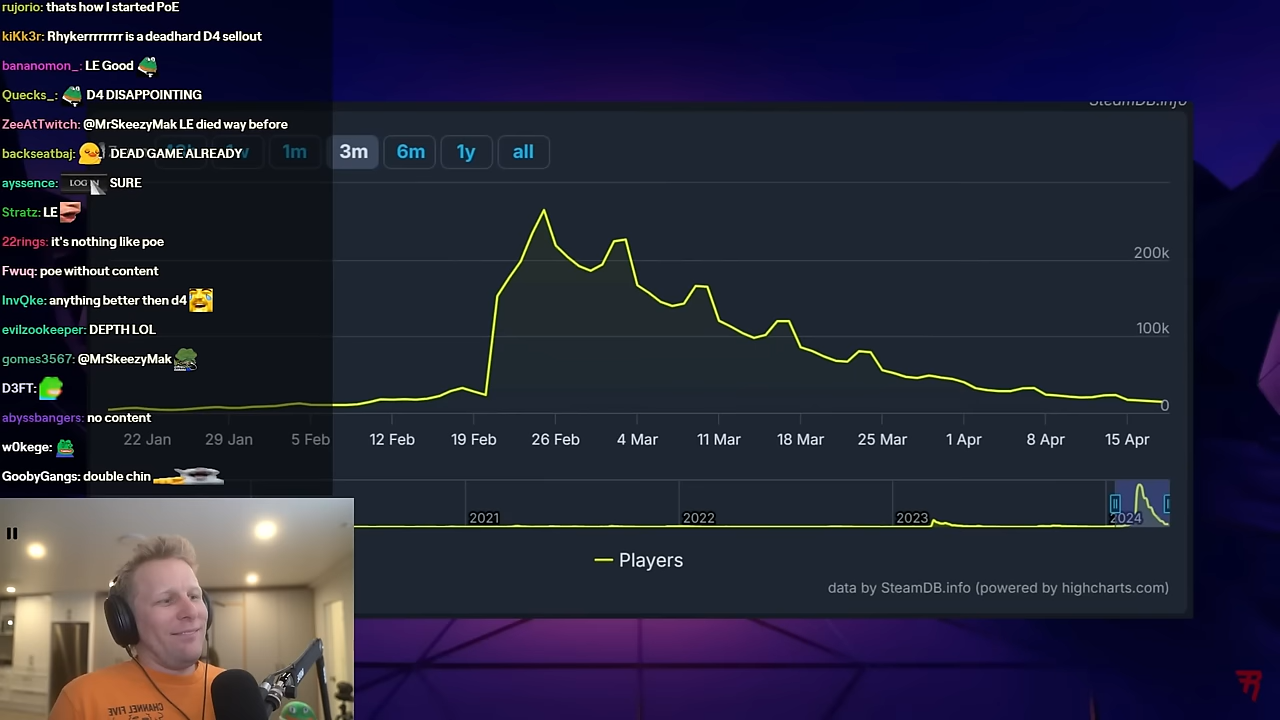 rujorio: thats how I started PoE
kiKk3r: Rhykerrrrrrrr is a deadhard D4 sellout
bananomon_: LE Good
Quecks_: D4 DISAPPOINTING
ZeeAtTwitch: @MrSkeezyMak LE died way before
backseatbaj: DEAD GAME ALREADY
ayssence: SURE
Stratz: LE
22rings: it's nothing like poe
Fwuq: poe without content
InvQke: anything better then d4
evilzookeeper: DEPTH LOL
gomes3567: @MrSkeezyMak
D3FT:
abyssbangers: no content
w0kege:
GoobyGangs: double chin
SteamDB.info
1w 1m 3m 6m 1y all
200k
100k
0
22 Jan 29 Jan 5 Feb 12 Feb 19 Feb 26 Feb 4 Mar 11 Mar 18 Mar 25 Mar 1 Apr 8 Apr 15 Apr
2021 2022 2023 2024
Players
data by SteamDB.info (powered by highcharts.com)
CHANNEL FIVE